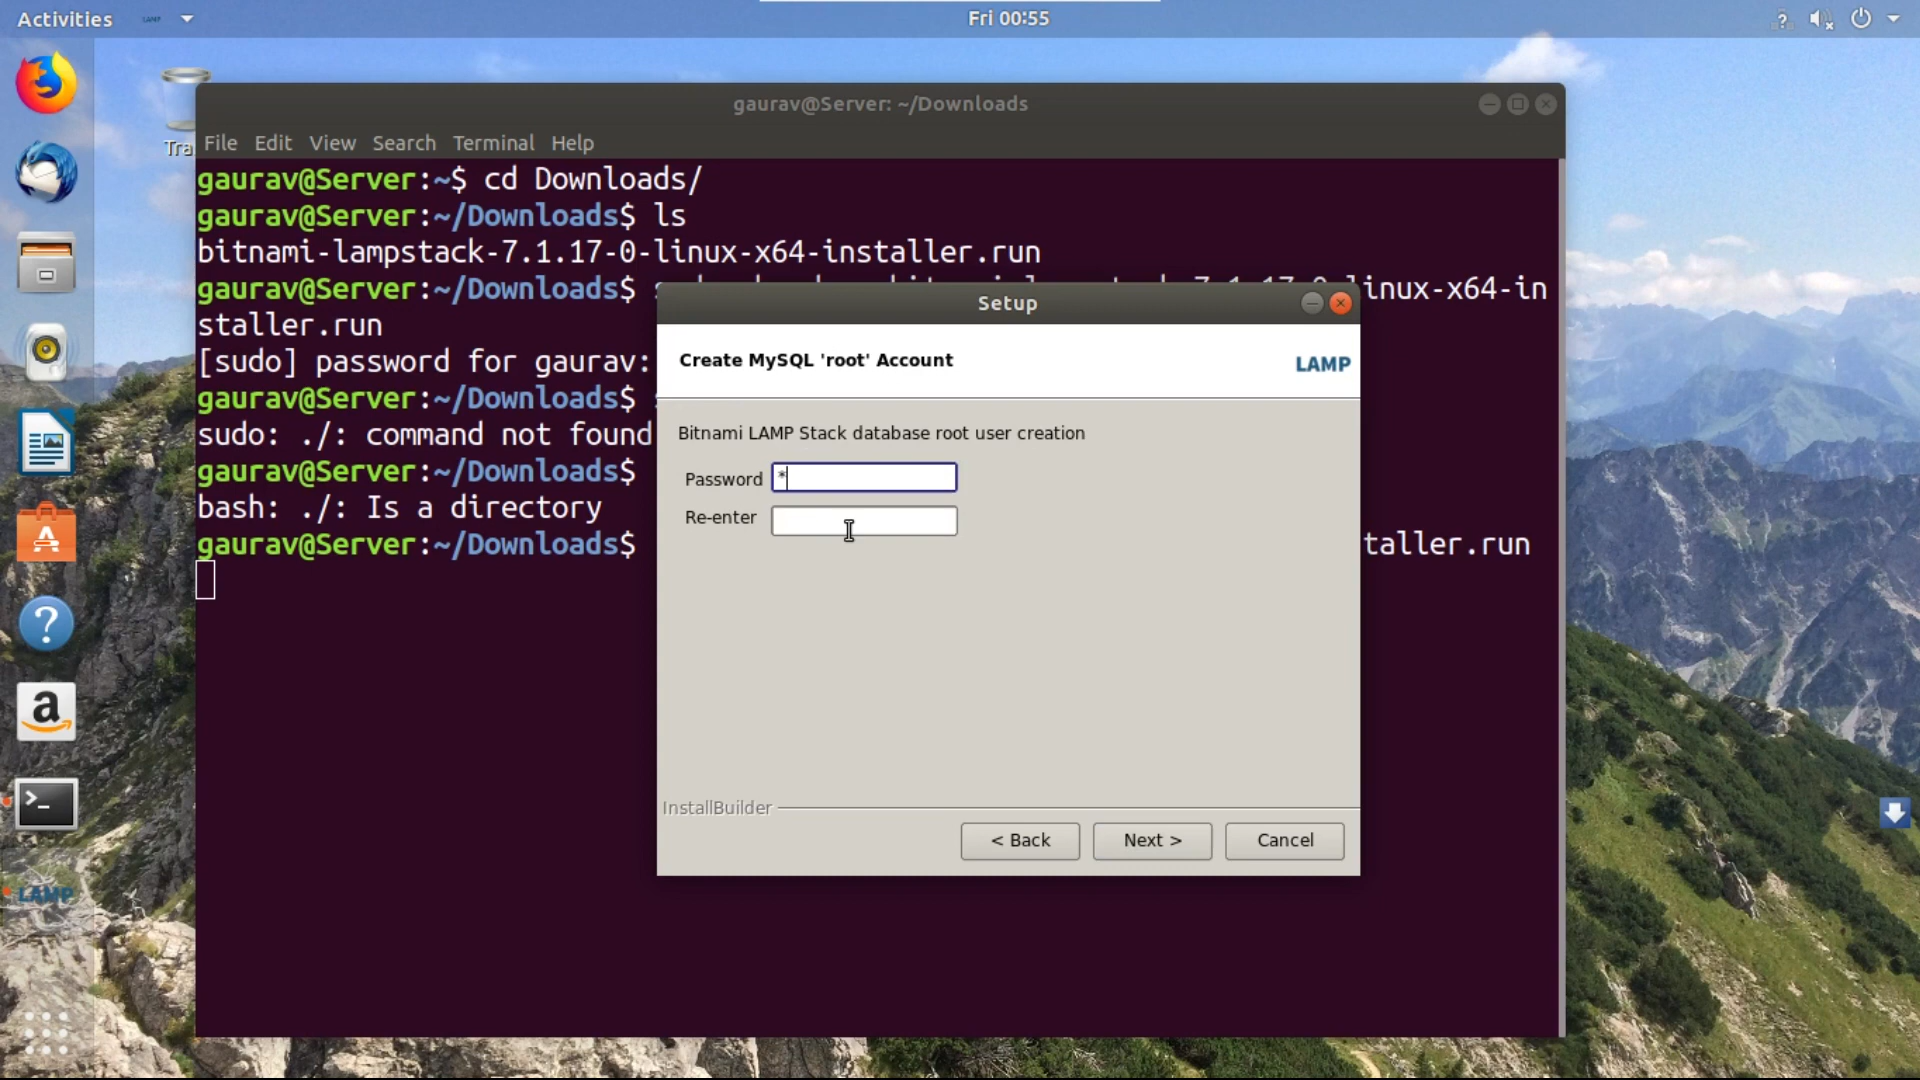 Activities
LAMP
Fri 00:55
?
Tra
gaurav@Server: ~/Downloads
File Edit View Search Terminal Help
gaurav@Server:~$ cd Downloads/
gaurav@Server:~/Downloads$ ls
bitnami-lampstack-7.1.17-0-linux-x64-installer.run
gaurav@Server:~/Downloads$ linux-x64-in
staller.run
[sudo] password for gaurav:
gaurav@Server:~/Downloads$
sudo: ./: command not found
gaurav@Server:~/Downloads$
bash: ./: Is a directory
gaurav@Server:~/Downloads$ taller.run
Setup
Create MySQL 'root' Account
LAMP
Bitnami LAMP Stack database root user creation
Password *
Re-enter
InstallBuilder
< Back
Next >
Cancel
A
?
a
>_
LAMP